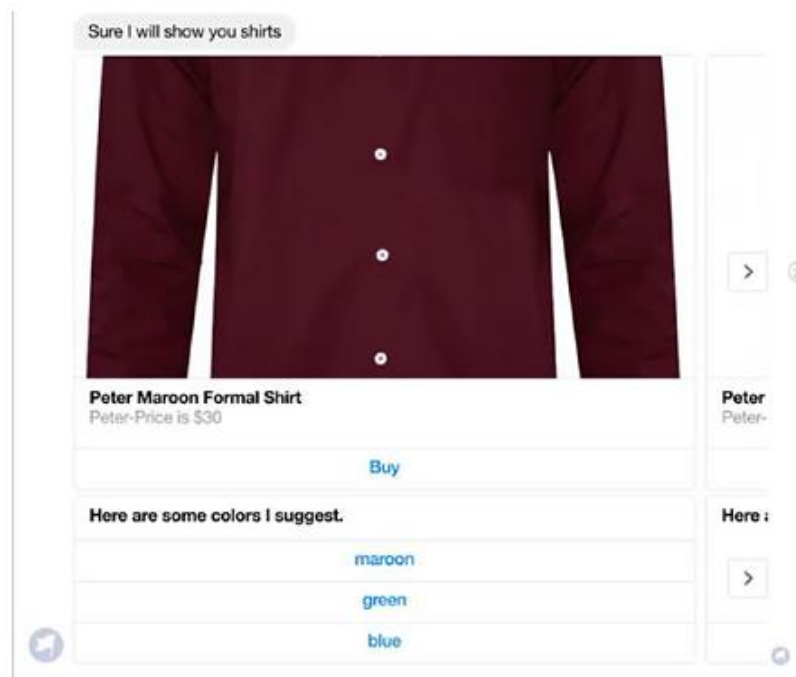 Sure I will show you shirts
Peter Maroon Formal Shirt
Peter-Price is $30
Buy
Peter
Peter-
Here are some colors I suggest.
Here
maroon
green
blue